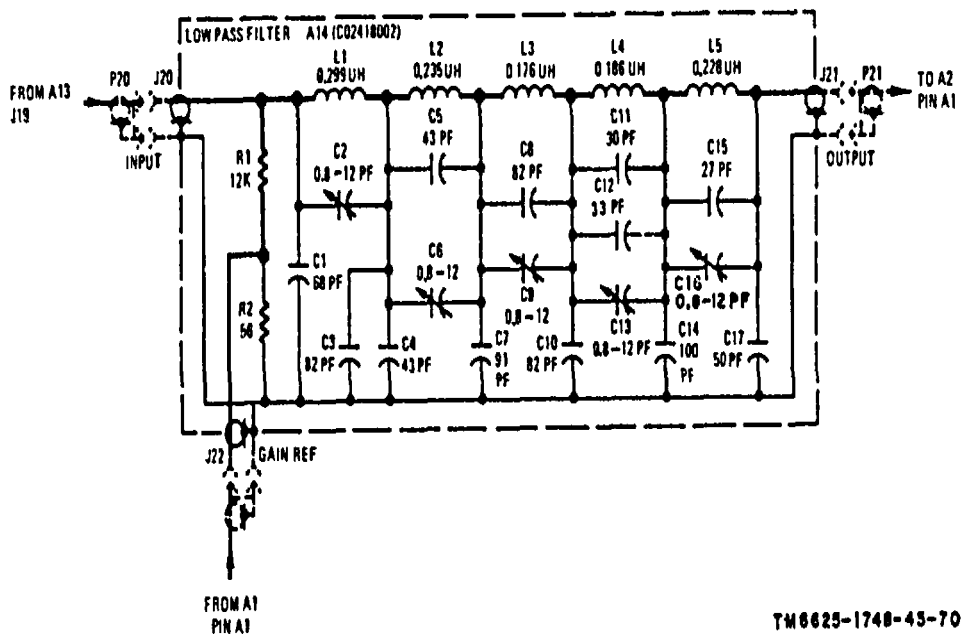 LOW PASS FILTER A14 (C02418002)
L1
0.299 UH
L2
0,235 UH
L3
0.176 UH
L4
0.186 UH
L5
0,228 UH
P20
J20
J21
P21
FROM A13
J19
TO A2
PIN A1
INPUT
OUTPUT
R1
12K
C2
0.8-12 PF
C5
43 PF
C8
82 PF
C11
30 PF
C12
33 PF
C15
27 PF
C1
68 PF
C6
0,8-12
C9
0,8-12
C16
0,8-12 PF
R2
56
C3
82 PF
C4
43 PF
C7
91
PF
C10
82 PF
C13
0.8-12 PF
C14
100
PF
C17
50 PF
J22
GAIN REF
FROM A1
PIN A1
TM6625-1748-45-70